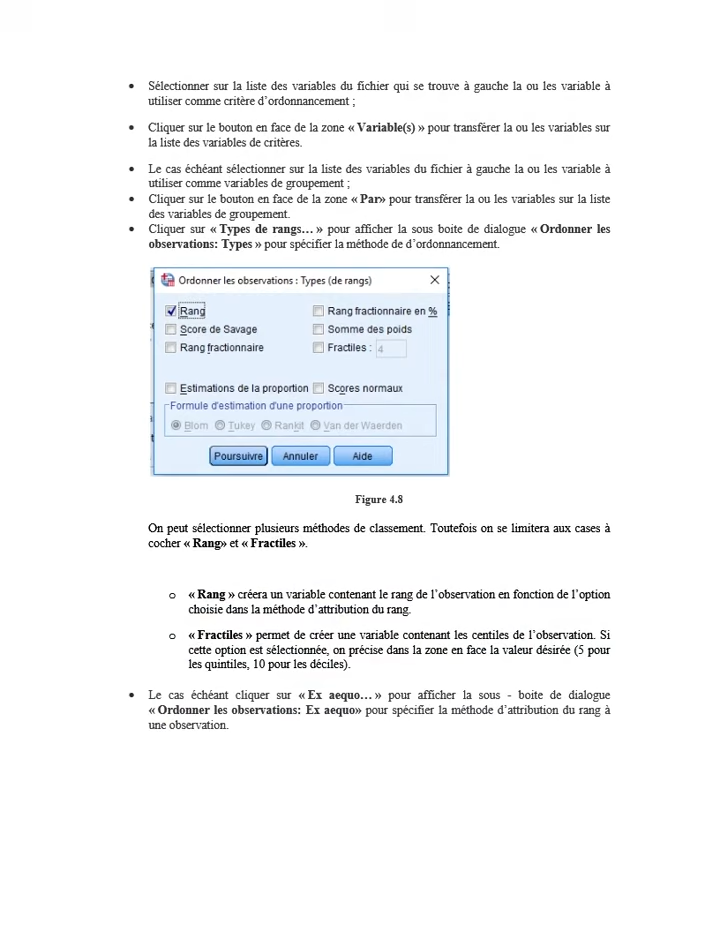 • Sélectionner sur la liste des variables du fichier qui se trouve à gauche la ou les variable à
utiliser comme critère d'ordonnancement ;
• Cliquer sur le bouton en face de la zone « Variable(s) » pour transférer la ou les variables sur
la liste des variables de critères.
• Le cas échéant sélectionner sur la liste des variables du fichier à gauche la ou les variable à
utiliser comme variables de groupement ;
• Cliquer sur le bouton en face de la zone « Par» pour transférer la ou les variables sur la liste
des variables de groupement.
• Cliquer sur « Types de rangs… » pour afficher la sous boite de dialogue « Ordonner les
observations: Types » pour spécifier la méthode de d'ordonnancement.
Ordonner les observations : Types (de rangs)
Rang Rang fractionnaire en %
Score de Savage Somme des poids
Rang fractionnaire Fractiles : 4
Estimations de la proportion Scores normaux
Formule d'estimation d'une proportion
Blom Tukey Rankit Van der Waerden
Poursuivre Annuler Aide
Figure 4.8
On peut sélectionner plusieurs méthodes de classement. Toutefois on se limitera aux cases à
cocher « Rang» et « Fractiles ».
o « Rang » créera un variable contenant le rang de l'observation en fonction de l'option
choisie dans la méthode d'attribution du rang.
o « Fractiles » permet de créer une variable contenant les centiles de l'observation. Si
cette option est sélectionnée, on précise dans la zone en face la valeur désirée (5 pour
les quintiles, 10 pour les déciles).
• Le cas échéant cliquer sur « Ex aequo… » pour afficher la sous - boite de dialogue
« Ordonner les observations: Ex aequo» pour spécifier la méthode d'attribution du rang à
une observation.